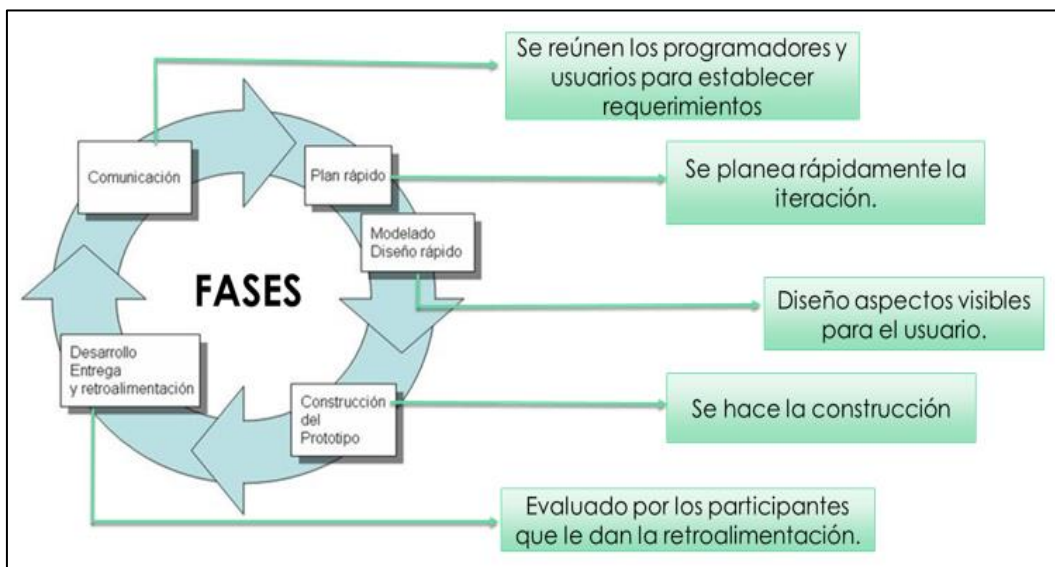 Se reúnen los programadores y
usuarios para establecer
requerimientos
Comunicación
Plan rápido
Se planea rápidamente la
iteración.
Modelado
Diseño rápido
FASES
Diseño aspectos visibles
para el usuario.
Desarrollo
Entrega
y retroalimentación
Construcción
del
Prototipo
Se hace la construcción
Evaluado por los participantes
que le dan la retroalimentación.